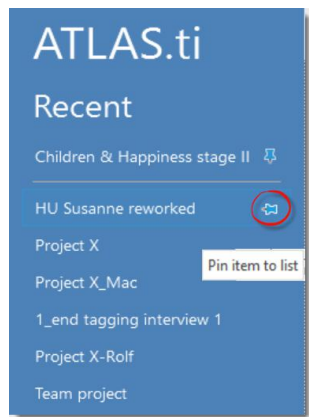 ATLAS.ti
Recent
Children & Happiness stage II
HU Susanne reworked
Project X
Pin item to list
Project X_Mac
1_end tagging interview 1
Project X-Rolf
Team project